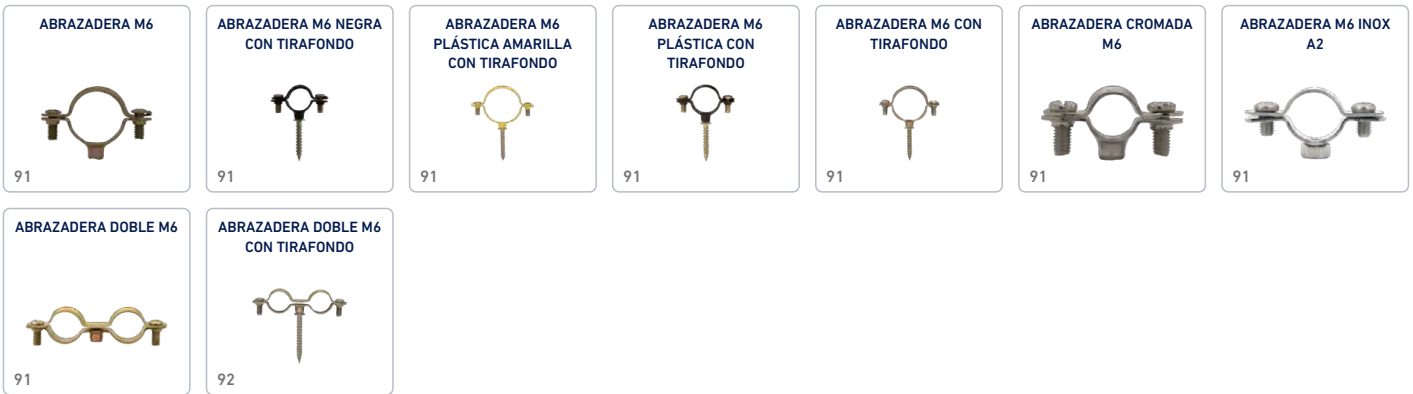 ABRAZADERA M6
91
ABRAZADERA M6 NEGRA
CON TIRAFONDO
91
ABRAZADERA M6
PLÁSTICA AMARILLA
CON TIRAFONDO
91
ABRAZADERA M6
PLÁSTICA CON
TIRAFONDO
91
ABRAZADERA M6 CON
TIRAFONDO
91
ABRAZADERA CROMADA
M6
91
ABRAZADERA M6 INOX
A2
91
ABRAZADERA DOBLE M6
91
ABRAZADERA DOBLE M6
CON TIRAFONDO
92